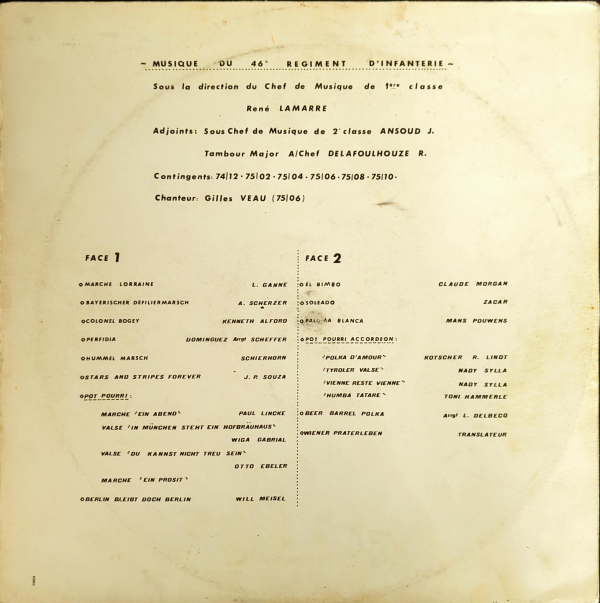 ~ MUSIQUE DU 46° REGIMENT D'INFANTERIE ~
Sous la direction du Chef de Musique de 1ère classe
René LAMARRE
Adjoints: Sous Chef de Musique de 2°classe ANSOUD J.
Tambour Major A/Chef DELAFOULHOUZE R.
Contingents: 74/12 · 75/02 · 75/04 · 75/06 · 75/08 · 75/10 ·
Chanteur: Gilles VEAU (75/06)
FACE 1
MARCHE LORRAINE L. GANNE
BAYERISCHER DEFILIERMARSCH A. SCHERZER
COLONEL BOGEY KENNETH ALFORD
PERFIDIA DOMINGUEZ Arrgt SCHEFFER
HUMMEL MARSCH SCHIERHORN
STARS AND STRIPES FOREVER J.P. SOUZA
POT POURRI:
MARCHE "EIN ABEND" PAUL LINCKE
VALSE "IN MÜNCHEN STEHT EIN HOFBRÄUHAUS"
WIGA GABRIAL
VALSE "DU KANNST NICHT TREU SEIN"
OTTO EBELER
MARCHE "EIN PROSIT"
BERLIN BLEIBT DOCH BERLIN WILL MEISEL
FACE 2
EL BIMBO CLAUDE MORGAN
SOLEADO ZACAR
PALOMA BLANCA HANS POUWENS
POT POURRI ACCORDEON:
"POLKA D'AMOUR" KOTSCHER R. LINDT
"TYROLER VALSE" NADY SYLLA
"VIENNE RESTE VIENNE" NADY SYLLA
"HUMBA TATARE" TONI HAMMERLE
BEER BARREL POLKA Arrgt L. DELBECQ
WIENER PRATERLEBEN TRANSLATEUR